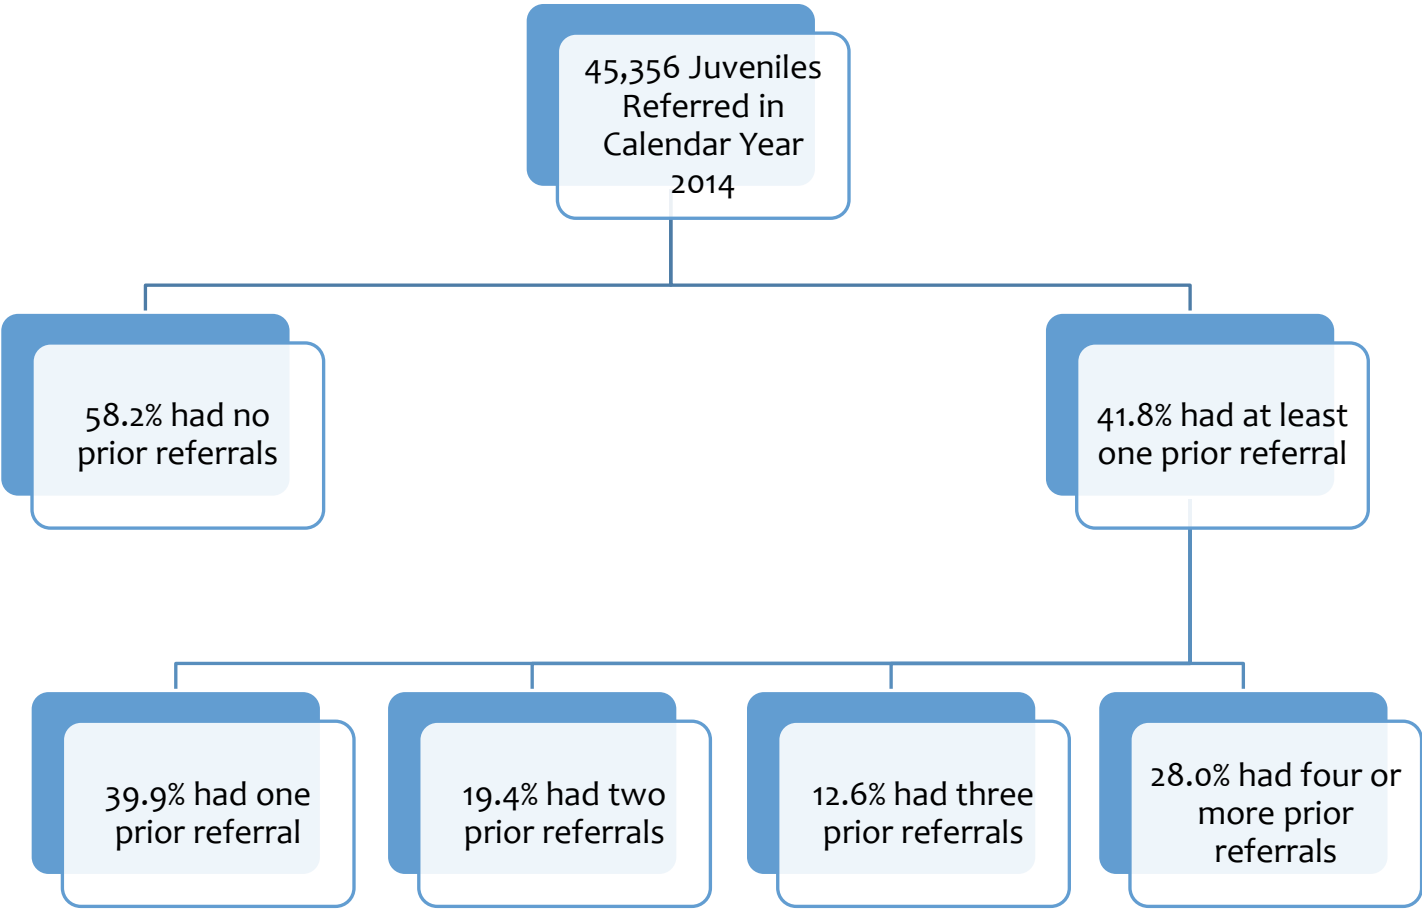 45,356 Juveniles
Referred in
Calendar Year
2014
58.2% had no
prior referrals
41.8% had at least
one prior referral
39.9% had one
prior referral
19.4% had two
prior referrals
12.6% had three
prior referrals
28.0% had four or
more prior
referrals